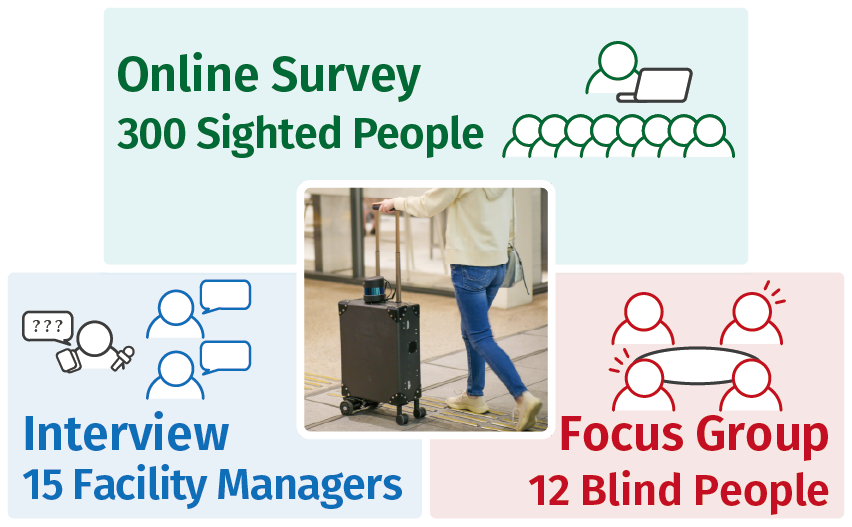 Online Survey
300 Sighted People
???
Interview
15 Facility Managers
Focus Group
12 Blind People